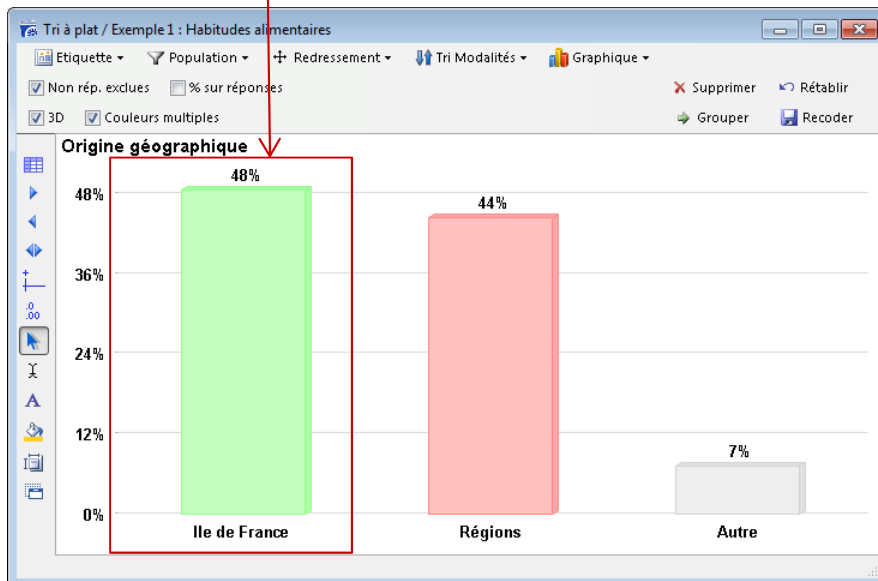 Tri à plat / Exemple 1 : Habitudes alimentaires
Etiquette Population Redressement Tri Modalités Graphique
Non rép. exclues % sur réponses Supprimer Rétablir
3D Couleurs multiples Grouper Recoder
Origine géographique
48%
48%
44%
36%
24%
12%
7%
0%
Ile de France Régions Autre